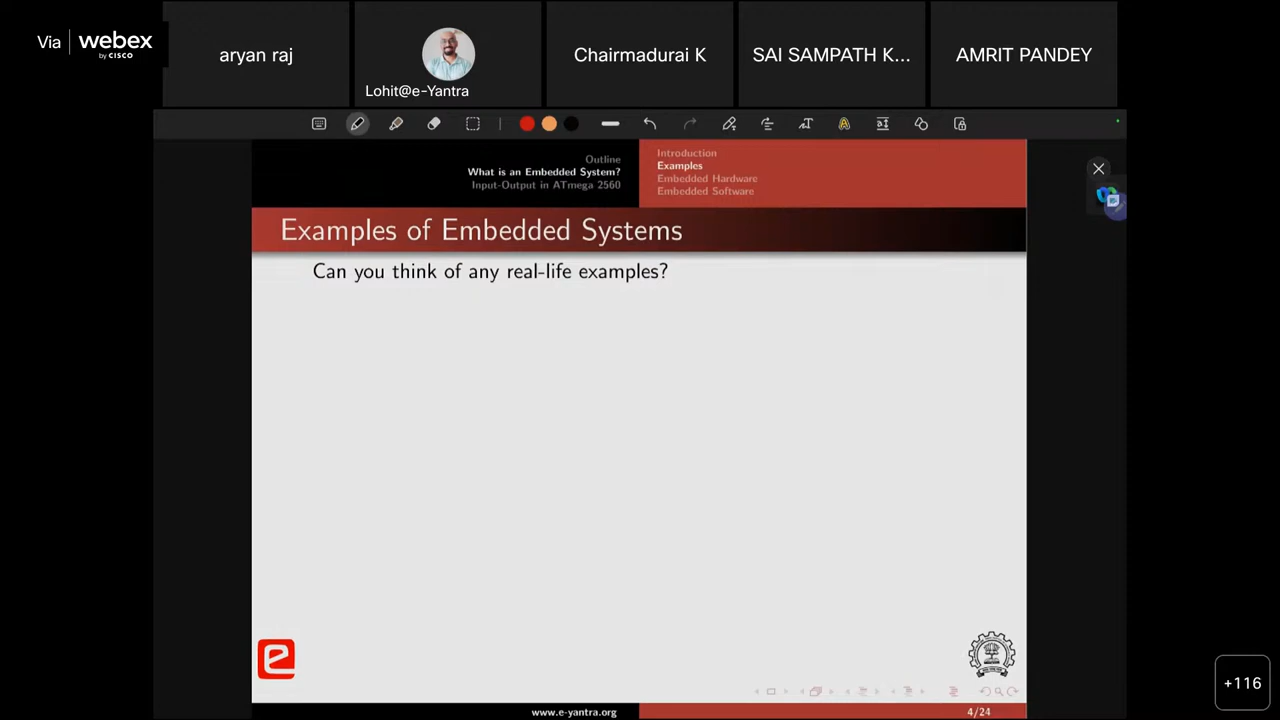 Via webex
by CISCO
aryan raj
Lohit@e-Yantra
Chairmadurai K
SAI SAMPATH K...
AMRIT PANDEY
Outline
What is an Embedded System?
Input-Output in ATmega 2560
Introduction
Examples
Embedded Hardware
Embedded Software
Examples of Embedded Systems
Can you think of any real-life examples?
e
www.e-yantra.org
4/24
+116